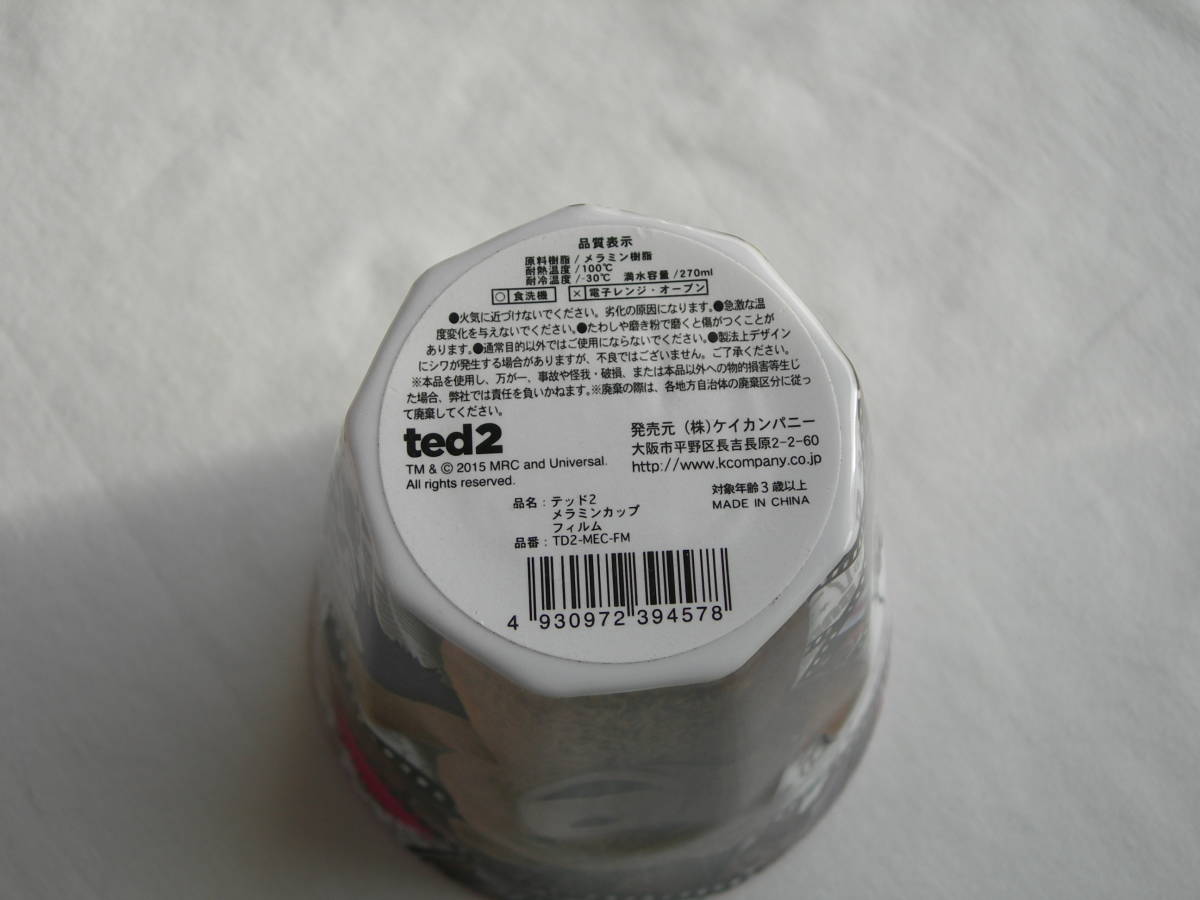 品質表示
原料樹脂/メラミン樹脂
耐熱温度/100℃
耐冷温度/-30℃ 満水容量/270ml
○食洗機 ×電子レンジ・オーブン
●火気に近づけないでください。劣化の原因になります。●急激な温
度変化を与えないでください。●たわしや磨き粉で磨くと傷がつくことが
あります。●通常目的以外ではご使用にならないでください。●製法上デザイン
にシワが発生する場合がありますが、不良ではございません。ご了承ください。
※本品を使用し、万が一、事故や怪我・破損、または本品以外への物的損害等生じ
た場合、弊社では責任を負いかねます。※廃棄の際は、各地方自治体の廃棄区分に従っ
て廃棄してください。
ted2
TM & © 2015 MRC and Universal.
All rights reserved.
発売元 (株)ケイカンパニー
大阪市平野区長吉長原2-2-60
http://www.kcompany.co.jp
対象年齢3歳以上
MADE IN CHINA
品名:テッド2
メラミンカップ
フィルム
品番:TD2-MEC-FM
4 930972 394578